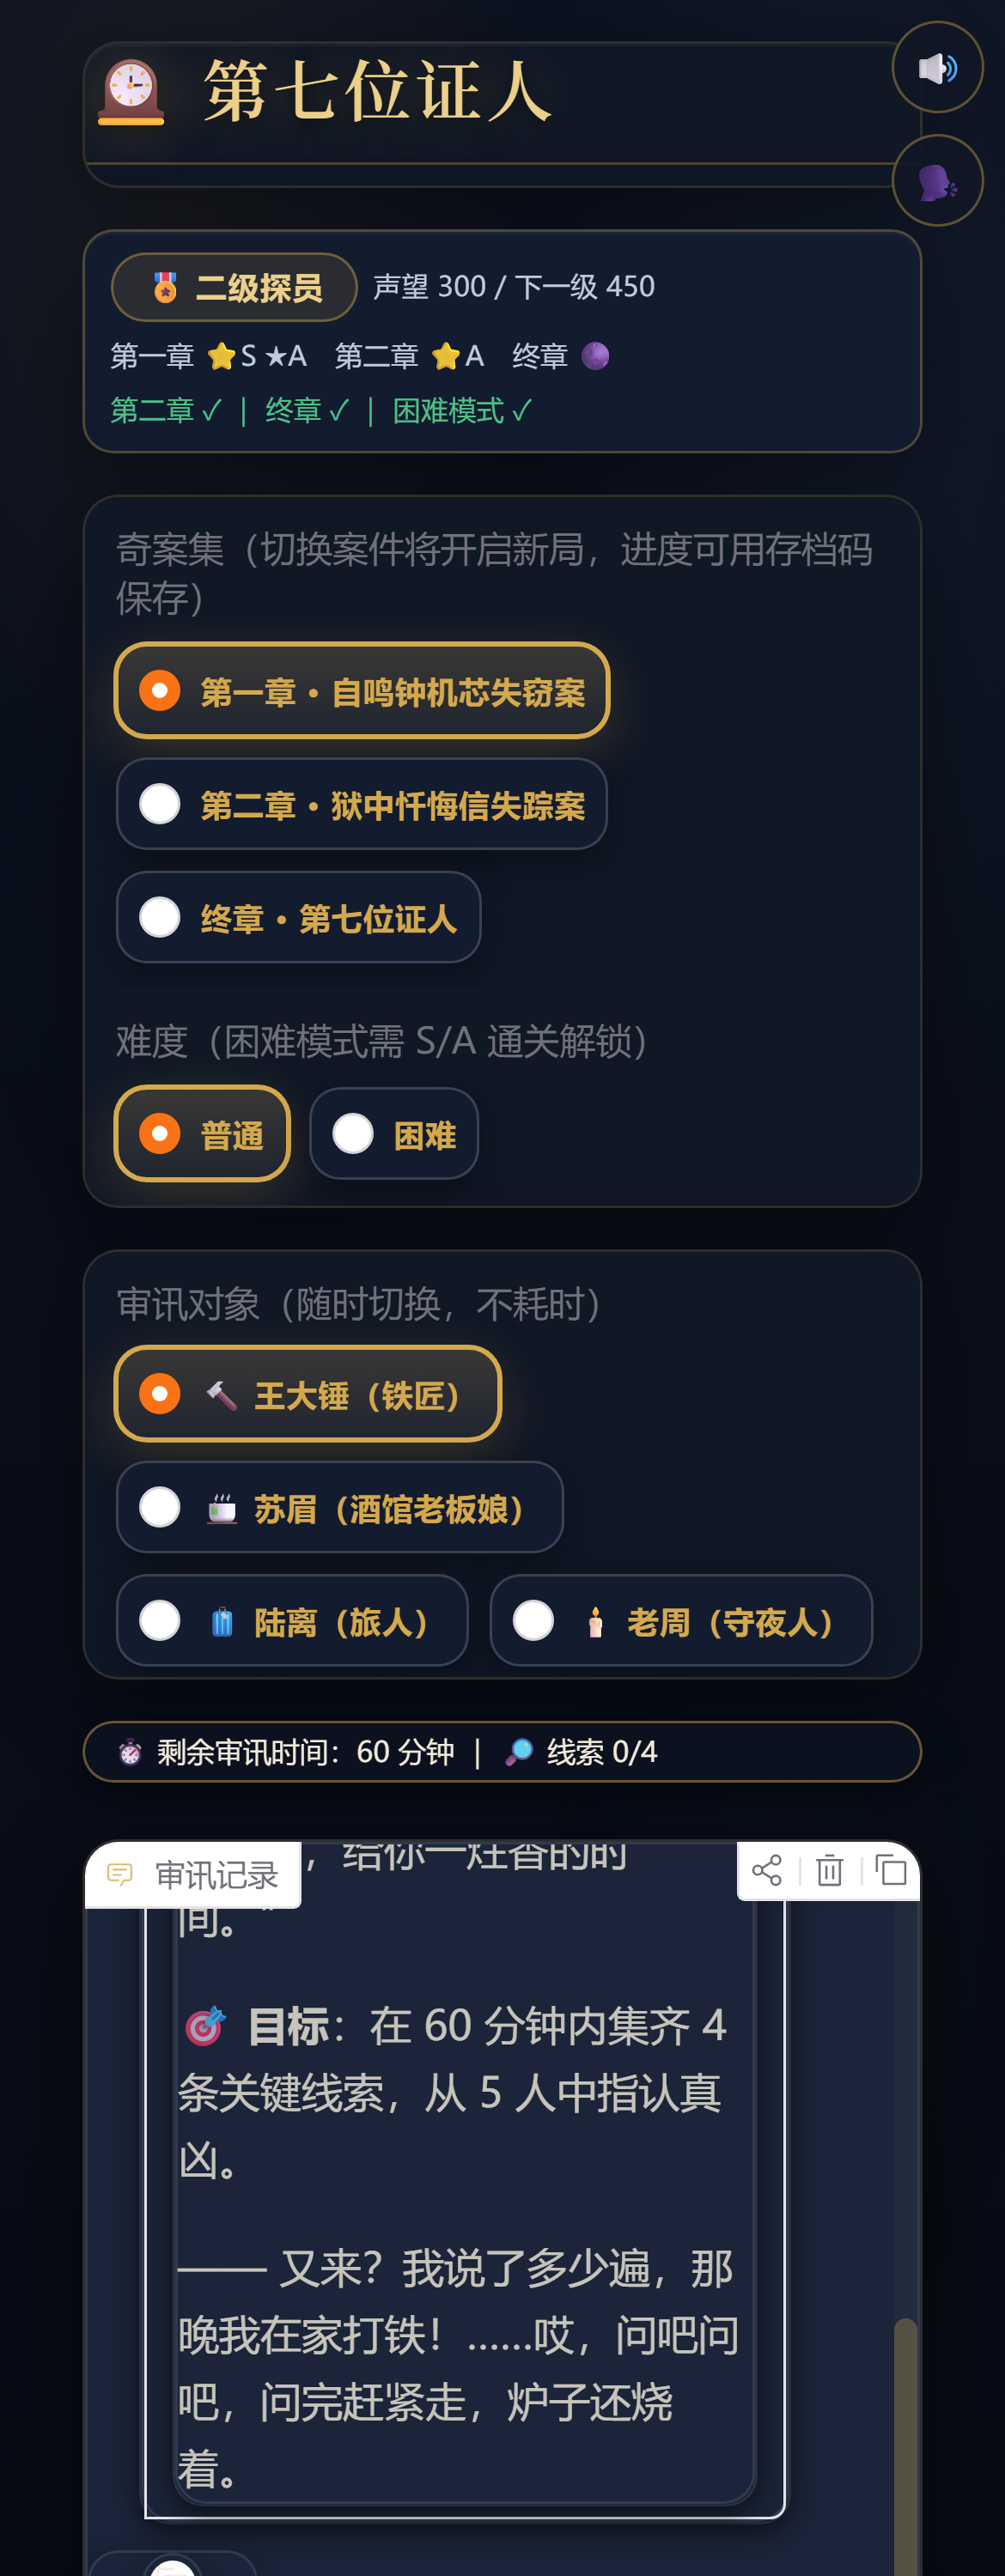 第七位证人
二级探员 声望 300 / 下一级 450
第一章 ⭐S ★A 第二章 ⭐A 终章
第二章 ✓ | 终章 ✓ | 困难模式 ✓
奇案集（切换案件将开启新局，进度可用存档码
保存）
第一章 · 自鸣钟机芯失窃案
第二章 · 狱中忏悔信失踪案
终章 · 第七位证人
难度（困难模式需 S/A 通关解锁）
普通 困难
审讯对象（随时切换，不耗时）
王大锤（铁匠）
苏眉（酒馆老板娘）
陆离（旅人） 老周（守夜人）
剩余审讯时间：60 分钟 | 线索 0/4
审讯记录
，给你一炷香的时
间。”
目标：在 60 分钟内集齐 4
条关键线索，从 5 人中指认真
凶。
—— 又来？我说了多少遍，那
晚我在家打铁！……哎，问吧问
吧，问完赶紧走，炉子还烧
着。